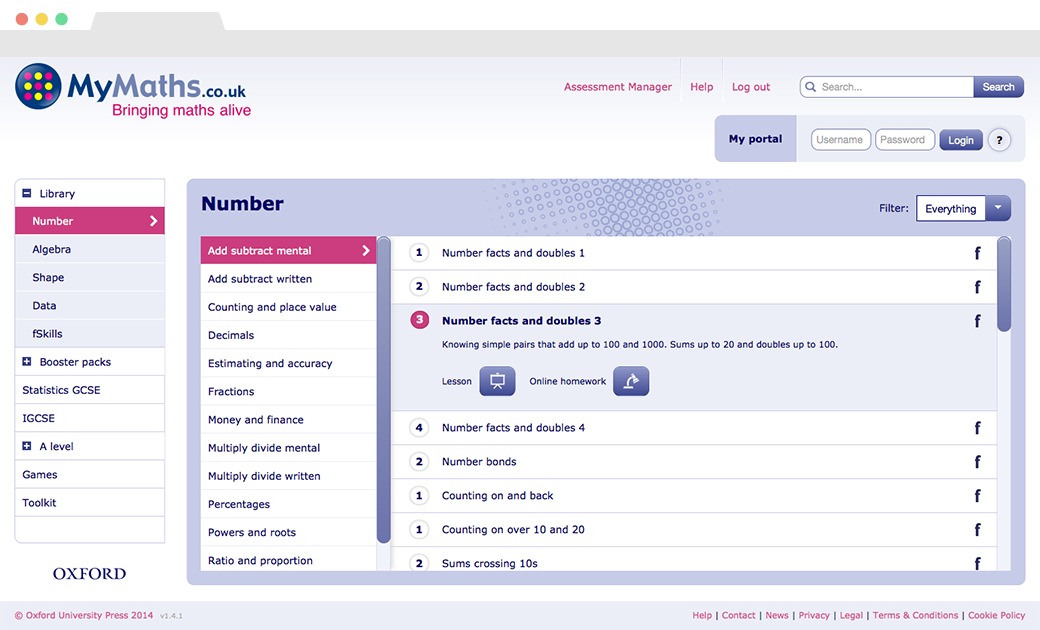 MyMaths.co.uk
Bringing maths alive
Assessment Manager
Help
Log out
Search...
Search
My portal
Username
Password
Login
?
Library
Number
Algebra
Shape
Data
fSkills
Booster packs
Statistics GCSE
IGCSE
A level
Games
Toolkit
OXFORD
Number
Filter:
Everything
Add subtract mental
Add subtract written
Counting and place value
Decimals
Estimating and accuracy
Fractions
Money and finance
Multiply divide mental
Multiply divide written
Percentages
Powers and roots
Ratio and proportion
1 Number facts and doubles 1 f
2 Number facts and doubles 2 f
3 Number facts and doubles 3 f
Knowing simple pairs that add up to 100 and 1000. Sums up to 20 and doubles up to 100.
Lesson Online homework
4 Number facts and doubles 4 f
2 Number bonds f
1 Counting on and back f
1 Counting on over 10 and 20 f
2 Sums crossing 10s f
© Oxford University Press 2014 v1.4.1
Help | Contact | News | Privacy | Legal | Terms & Conditions | Cookie Policy